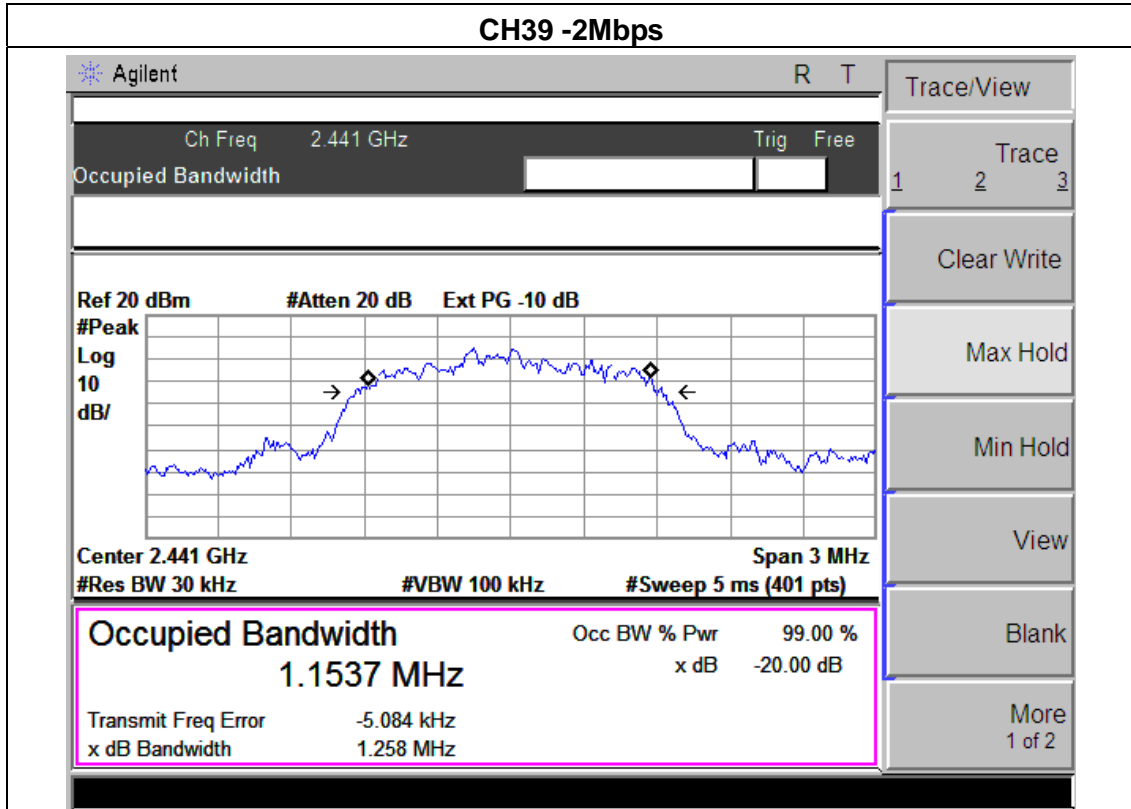 CH39 -2Mbps
Agilent R T
Trace/View
Ch Freq 2.441 GHz Trig Free
Occupied Bandwidth
Trace
1 2 3
Clear Write
Ref 20 dBm #Atten 20 dB Ext PG -10 dB
#Peak
Log
10
dB/
Max Hold
Min Hold
View
Center 2.441 GHz Span 3 MHz
#Res BW 30 kHz #VBW 100 kHz #Sweep 5 ms (401 pts)
Occupied Bandwidth Occ BW % Pwr 99.00 %
1.1537 MHz x dB -20.00 dB
Blank
Transmit Freq Error -5.084 kHz
x dB Bandwidth 1.258 MHz
More
1 of 2